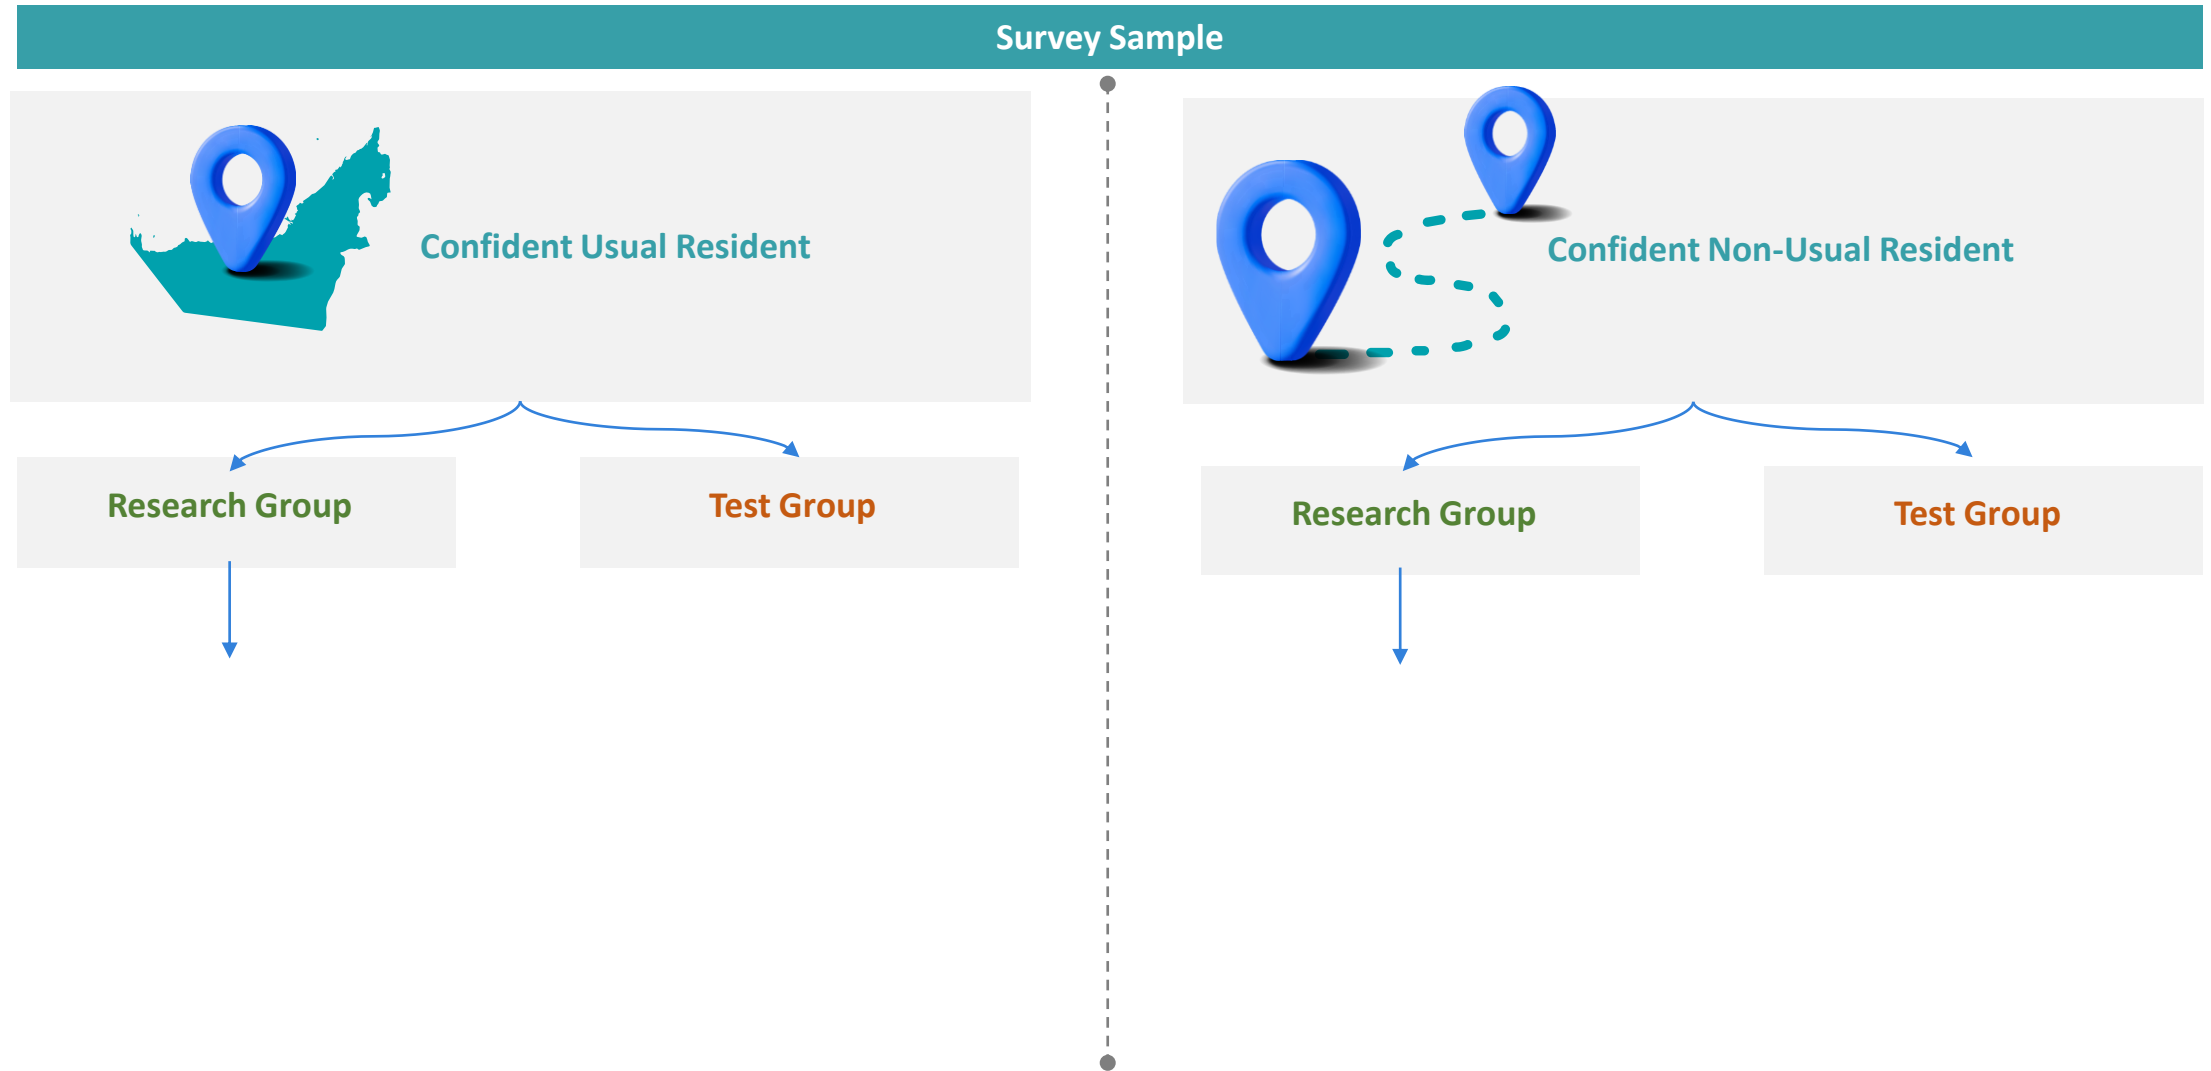 Survey Sample
Confident Usual Resident
Confident Non-Usual Resident
Research Group
Test Group
Research Group
Test Group